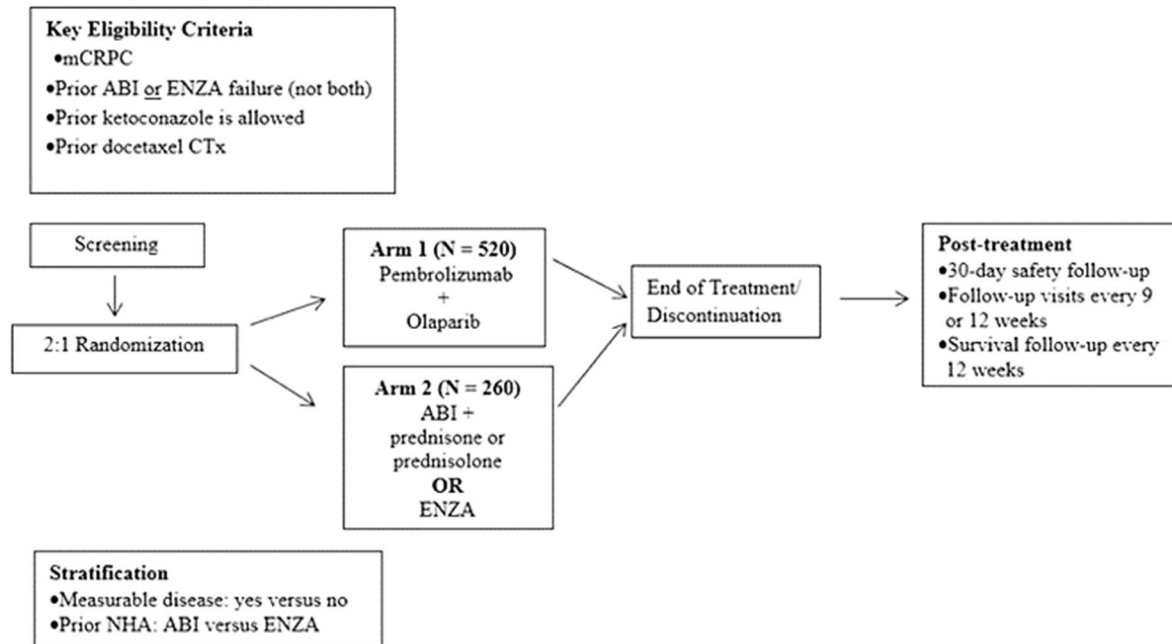 Key Eligibility Criteria
•mCRPC
•Prior ABI or ENZA failure (not both)
•Prior ketoconazole is allowed
•Prior docetaxel CTx
Screening
2:1 Randomization
Arm 1 (N = 520)
Pembrolizumab
+
Olaparib
Arm 2 (N = 260)
ABI +
prednisone or
prednisolone
OR
ENZA
End of Treatment/
Discontinuation
Post-treatment
•30-day safety follow-up
•Follow-up visits every 9
or 12 weeks
•Survival follow-up every
12 weeks
Stratification
•Measurable disease: yes versus no
•Prior NHA: ABI versus ENZA